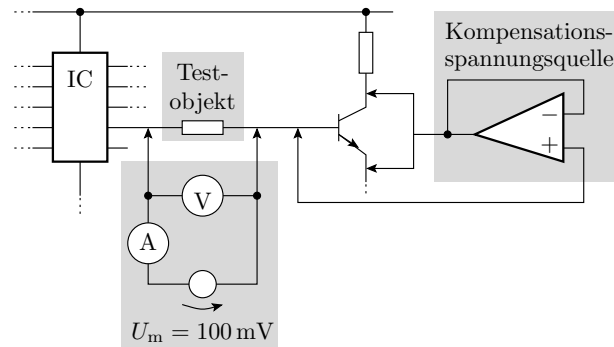 Kompensations-
spannungsquelle
IC
Test-
objekt
−
+
V
A
U_m = 100 mV